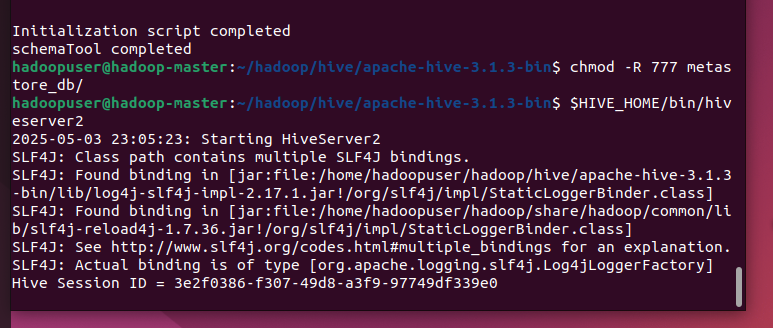 Initialization script completed
schemaTool completed
hadoopuser@hadoop-master:~/hadoop/hive/apache-hive-3.1.3-bin$ chmod -R 777 metas
tore_db/
hadoopuser@hadoop-master:~/hadoop/hive/apache-hive-3.1.3-bin$ $HIVE_HOME/bin/hiv
eserver2
2025-05-03 23:05:23: Starting HiveServer2
SLF4J: Class path contains multiple SLF4J bindings.
SLF4J: Found binding in [jar:file:/home/hadoopuser/hadoop/hive/apache-hive-3.1.3
-bin/lib/log4j-slf4j-impl-2.17.1.jar!/org/slf4j/impl/StaticLoggerBinder.class]
SLF4J: Found binding in [jar:file:/home/hadoopuser/hadoop/share/hadoop/common/li
b/slf4j-reload4j-1.7.36.jar!/org/slf4j/impl/StaticLoggerBinder.class]
SLF4J: See http://www.slf4j.org/codes.html#multiple_bindings for an explanation.
SLF4J: Actual binding is of type [org.apache.logging.slf4j.Log4jLoggerFactory]
Hive Session ID = 3e2f0386-f307-49d8-a3f9-97749df339e0